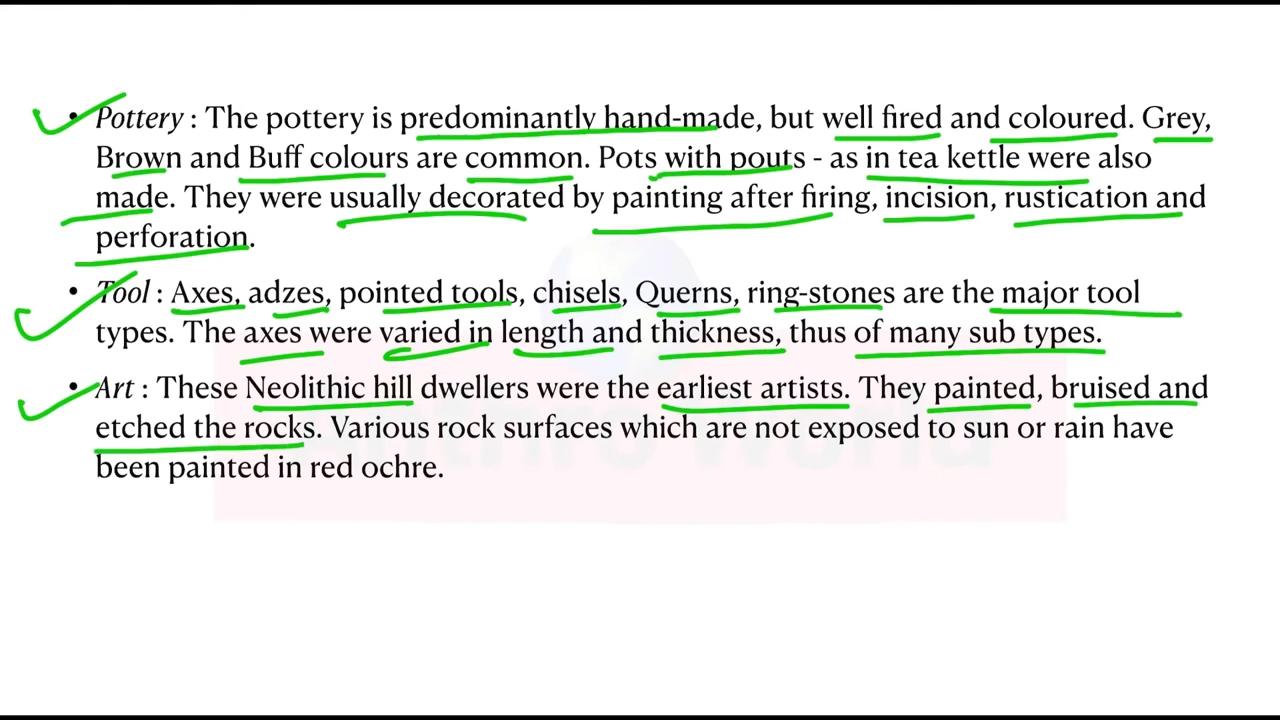 • Pottery : The pottery is predominantly hand-made, but well fired and coloured. Grey,
Brown and Buff colours are common. Pots with pouts - as in tea kettle were also
made. They were usually decorated by painting after firing, incision, rustication and
perforation.
• Tool : Axes, adzes, pointed tools, chisels, Querns, ring-stones are the major tool
types. The axes were varied in length and thickness, thus of many sub types.
• Art : These Neolithic hill dwellers were the earliest artists. They painted, bruised and
etched the rocks. Various rock surfaces which are not exposed to sun or rain have
been painted in red ochre.
Anthro World